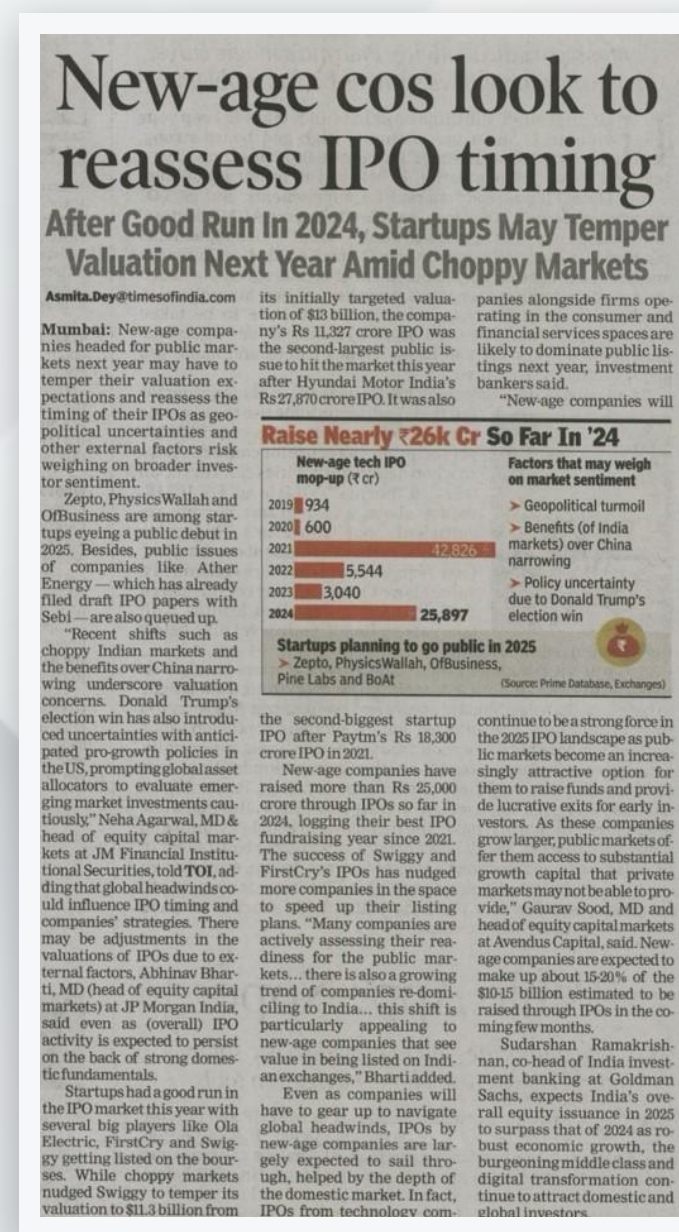 New-age cos look to
reassess IPO timing
After Good Run In 2024, Startups May Temper
Valuation Next Year Amid Choppy Markets
Asmita.Dey@timesofindia.com
Mumbai: New-age compa-
nies headed for public mar-
kets next year may have to
temper their valuation ex-
pectations and reassess the
timing of their IPOs as geo-
political uncertainties and
other external factors risk
weighing on broader inves-
tor sentiment.
Zepto, PhysicsWallah and
OfBusiness are among star-
tups eyeing a public debut in
2025. Besides, public issues
of companies like Ather
Energy — which has already
filed draft IPO papers with
Sebi — are also queued up.
"Recent shifts such as
choppy Indian markets and
the benefits over China narro-
wing underscore valuation
concerns. Donald Trump's
election win has also introdu-
ced uncertainties with antici-
pated pro-growth policies in
the US, prompting global asset
allocators to evaluate emer-
ging market investments cau-
tiously," Neha Agarwal, MD &
head of equity capital mar-
kets at JM Financial Institu-
tional Securities, told TOI, ad-
ding that global headwinds co-
uld influence IPO timing and
companies' strategies. There
may be adjustments in the
valuations of IPOs due to ex-
ternal factors, Abhinav Bhar-
ti, MD (head of equity capital
markets) at JP Morgan India,
said even as (overall) IPO
activity is expected to persist
on the back of strong domes-
tic fundamentals.
Startups had a good run in
the IPO market this year with
several big players like Ola
Electric, FirstCry and Swig-
gy getting listed on the bour-
ses. While choppy markets
nudged Swiggy to temper its
valuation to $11.3 billion from
its initially targeted valua-
tion of $13 billion, the compa-
ny's Rs 11,327 crore IPO was
the second-largest public is-
sue to hit the market this year
after Hyundai Motor India's
Rs 27,870 crore IPO. It was also
the second-biggest startup
IPO after Paytm's Rs 18,300
crore IPO in 2021.
New-age companies have
raised more than Rs 25,000
crore through IPOs so far in
2024, logging their best IPO
fundraising year since 2021.
The success of Swiggy and
FirstCry's IPOs has nudged
more companies in the space
to speed up their listing
plans. "Many companies are
actively assessing their rea-
diness for the public mar-
kets... there is also a growing
trend of companies re-domi-
ciling to India... this shift is
particularly appealing to
new-age companies that see
value in being listed on Indi-
an exchanges," Bharti added.
Even as companies will
have to gear up to navigate
global headwinds, IPOs by
new-age companies are lar-
gely expected to sail thro-
ugh, helped by the depth of
the domestic market. In fact,
IPOs from technology com-
panies alongside firms ope-
rating in the consumer and
financial services spaces are
likely to dominate public lis-
tings next year, investment
bankers said.
"New-age companies will
continue to be a strong force in
the 2025 IPO landscape as pub-
lic markets become an increa-
singly attractive option for
them to raise funds and provi-
de lucrative exits for early in-
vestors. As these companies
grow larger, public markets of-
fer them access to substantial
growth capital that private
markets may not be able to pro-
vide," Gaurav Sood, MD and
head of equity capital markets
at Avendus Capital, said. New-
age companies are expected to
make up about 15-20% of the
$10-15 billion estimated to be
raised through IPOs in the co-
ming few months.
Sudarshan Ramakrish-
nan, co-head of India invest-
ment banking at Goldman
Sachs, expects India's ove-
rall equity issuance in 2025
to surpass that of 2024 as ro-
bust economic growth, the
burgeoning middle class and
digital transformation con-
tinue to attract domestic and
global investors.
Raise Nearly ₹26k Cr So Far In '24
New-age tech IPO
mop-up (₹ cr)
2019 934
2020 600
2021 42,826
2022 5,544
2023 3,040
2024 25,897
Factors that may weigh
on market sentiment
➤ Geopolitical turmoil
➤ Benefits (of India
markets) over China
narrowing
➤ Policy uncertainty
due to Donald Trump's
election win
₹
Startups planning to go public in 2025
➤ Zepto, PhysicsWallah, OfBusiness,
Pine Labs and BoAt
(Source: Prime Database, Exchanges)